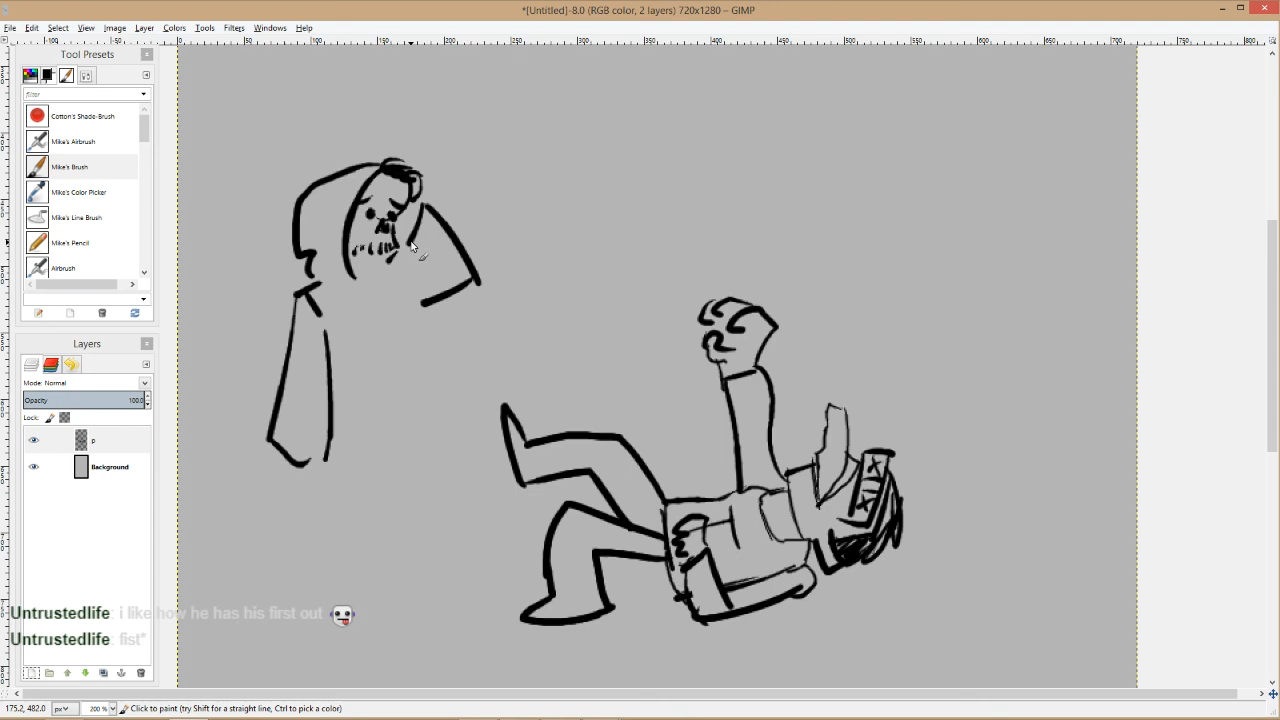 *[Untitled]-8.0 (RGB color, 2 layers) 720x1280 – GIMP
File Edit Select View Image Layer Colors Tools Filters Windows Help
Tool Presets
filter
Cotton's Shade-Brush
Mike's Airbrush
Mike's Brush
Mike's Color Picker
Mike's Line Brush
Mike's Pencil
Airbrush
Layers
Mode: Normal
Opacity 100.0
Lock:
p
Background
Untrustedlife: i like how he has his first out
Untrustedlife: fist*
175.2, 482.0 px 200 % Click to paint (try Shift for a straight line, Ctrl to pick a color)